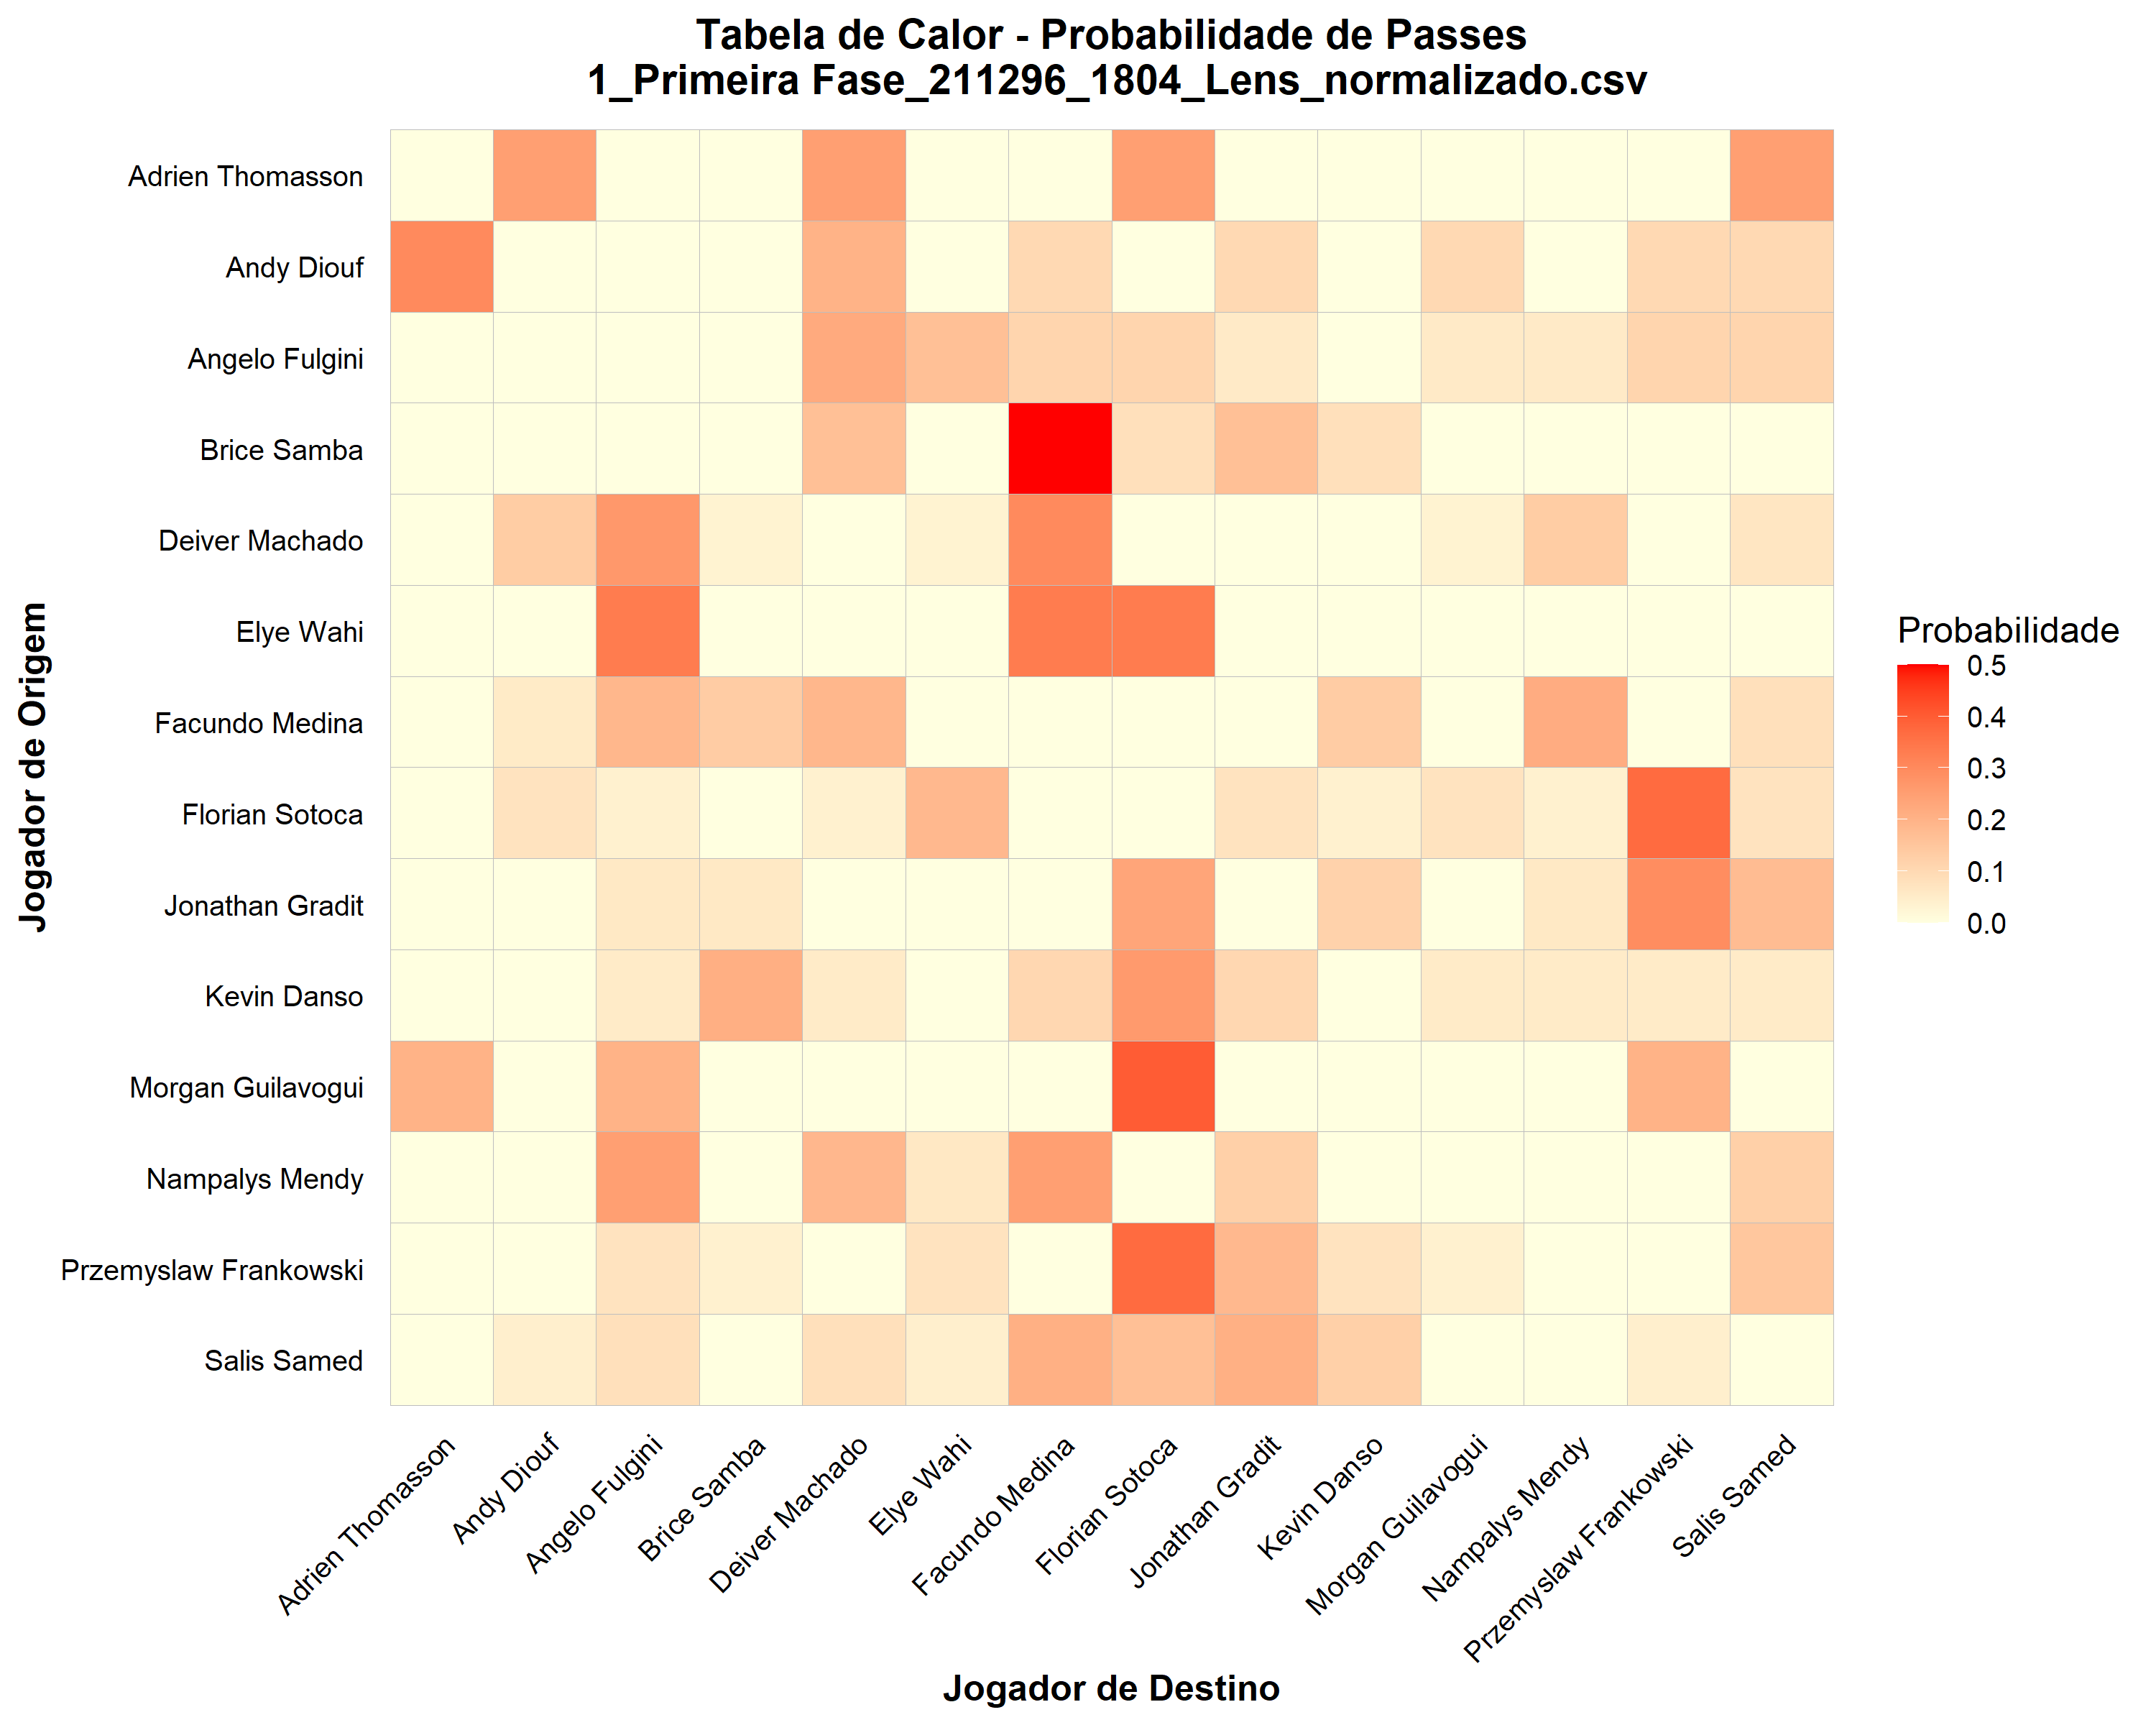 Tabela de Calor - Probabilidade de Passes
1_Primeira Fase_211296_1804_Lens_normalizado.csv
Jogador de Origem
Adrien Thomasson
Andy Diouf
Angelo Fulgini
Brice Samba
Deiver Machado
Elye Wahi
Facundo Medina
Florian Sotoca
Jonathan Gradit
Kevin Danso
Morgan Guilavogui
Nampalys Mendy
Przemyslaw Frankowski
Salis Samed
Adrien Thomasson
Andy Diouf
Angelo Fulgini
Brice Samba
Deiver Machado
Elye Wahi
Facundo Medina
Florian Sotoca
Jonathan Gradit
Kevin Danso
Morgan Guilavogui
Nampalys Mendy
Przemyslaw Frankowski
Salis Samed
Jogador de Destino
Probabilidade
0.5
0.4
0.3
0.2
0.1
0.0